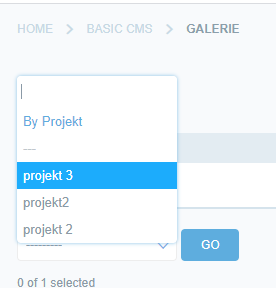 HOME > BASIC CMS > GALERIE
By Projekt
---
projekt 3
projekt2
projekt 2
---------
GO
0 of 1 selected